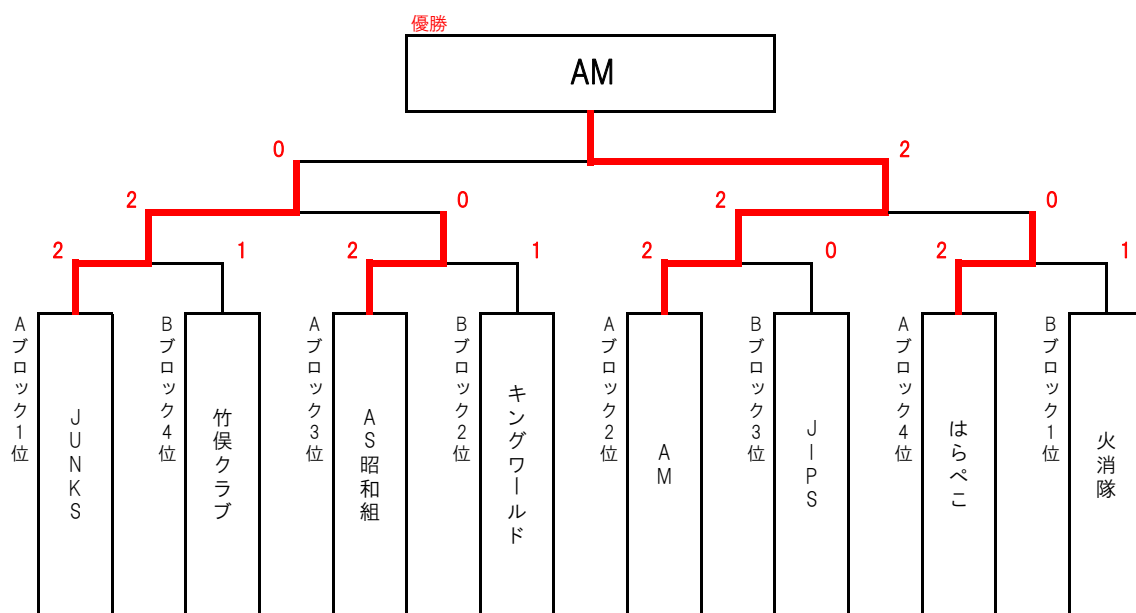 優勝
AM
0
2
2
0
2
0
2
1
2
1
2
0
2
1
Aブロック1位
JUNKS
Bブロック4位
竹俣クラブ
Aブロック3位
AS昭和組
Bブロック2位
キングワールド
Aブロック2位
AM
Bブロック3位
JIPS
Aブロック4位
はらぺこ
Bブロック1位
火消隊